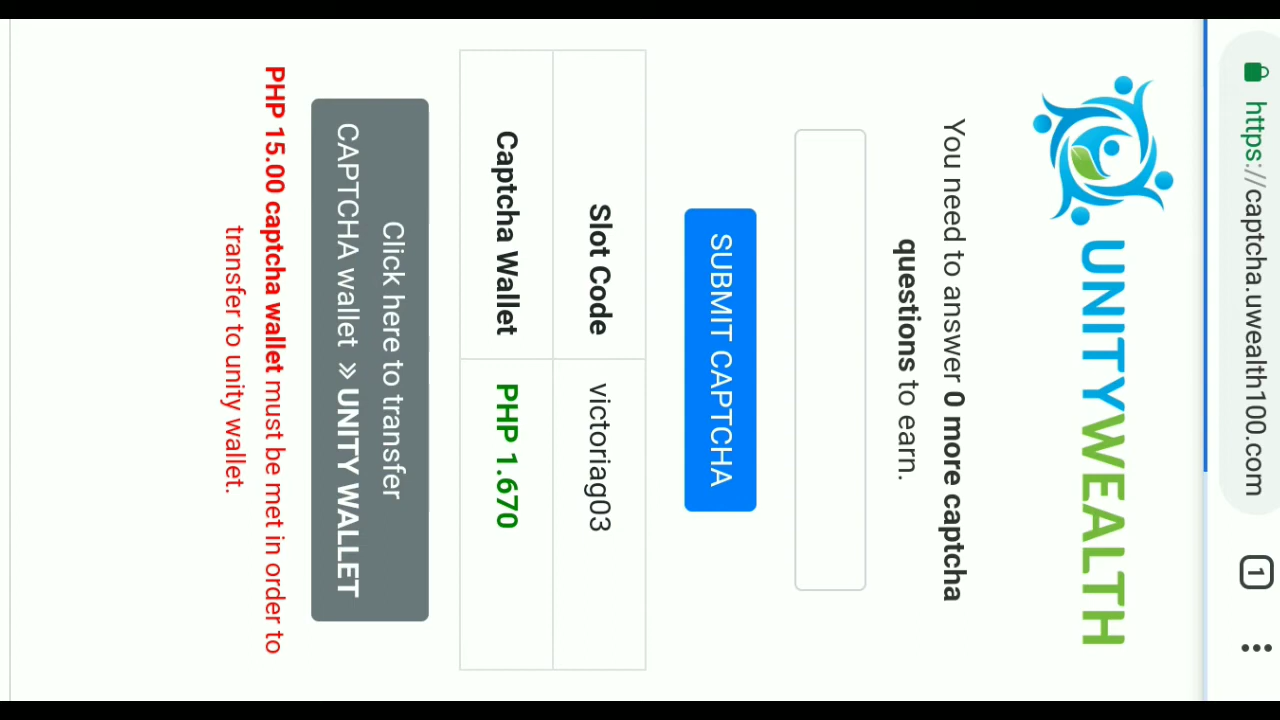 https://captcha.uwealth100.com
1
UNITYWEALTH
You need to answer 0 more captcha
questions to earn.
SUBMIT CAPTCHA
Slot Code victoriag03
Captcha Wallet PHP 1.670
Click here to transfer
CAPTCHA wallet » UNITY WALLET
PHP 15.00 captcha wallet must be met in order to
transfer to unity wallet.